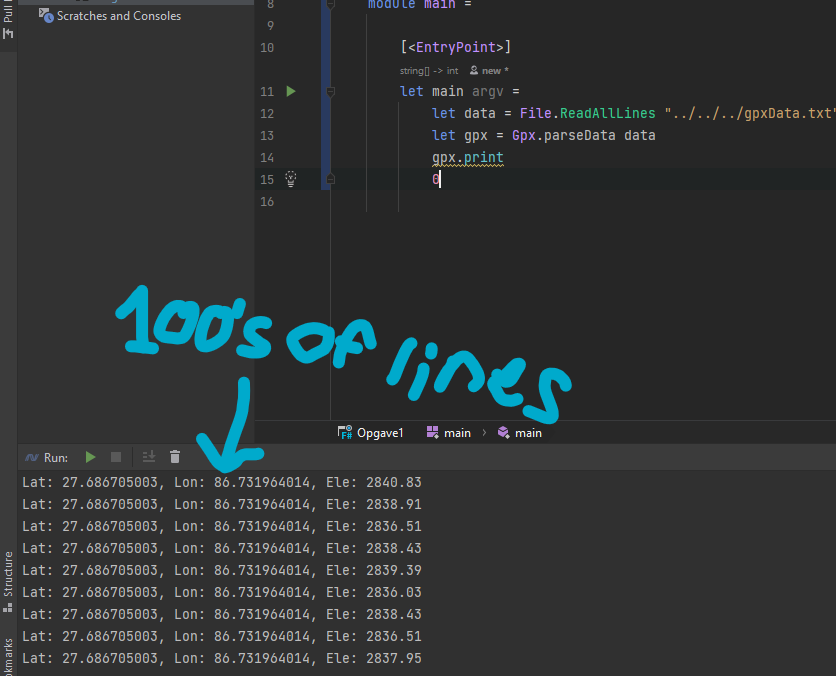 Pull
Scratches and Consoles
8 module main =
9
10 [<EntryPoint>]
string[] -> int new *
11 let main argv =
12 let data = File.ReadAllLines "../../../gpxData.txt"
13 let gpx = Gpx.parseData data
14 gpx.print
15 0
16
100's of lines
F# Opgave1 main › main
Run:
Lat: 27.686705003, Lon: 86.731964014, Ele: 2840.83
Lat: 27.686705003, Lon: 86.731964014, Ele: 2838.91
Lat: 27.686705003, Lon: 86.731964014, Ele: 2836.51
Lat: 27.686705003, Lon: 86.731964014, Ele: 2838.43
Lat: 27.686705003, Lon: 86.731964014, Ele: 2839.39
Lat: 27.686705003, Lon: 86.731964014, Ele: 2836.03
Lat: 27.686705003, Lon: 86.731964014, Ele: 2838.43
Lat: 27.686705003, Lon: 86.731964014, Ele: 2836.51
Lat: 27.686705003, Lon: 86.731964014, Ele: 2837.95
Structure
okmarks